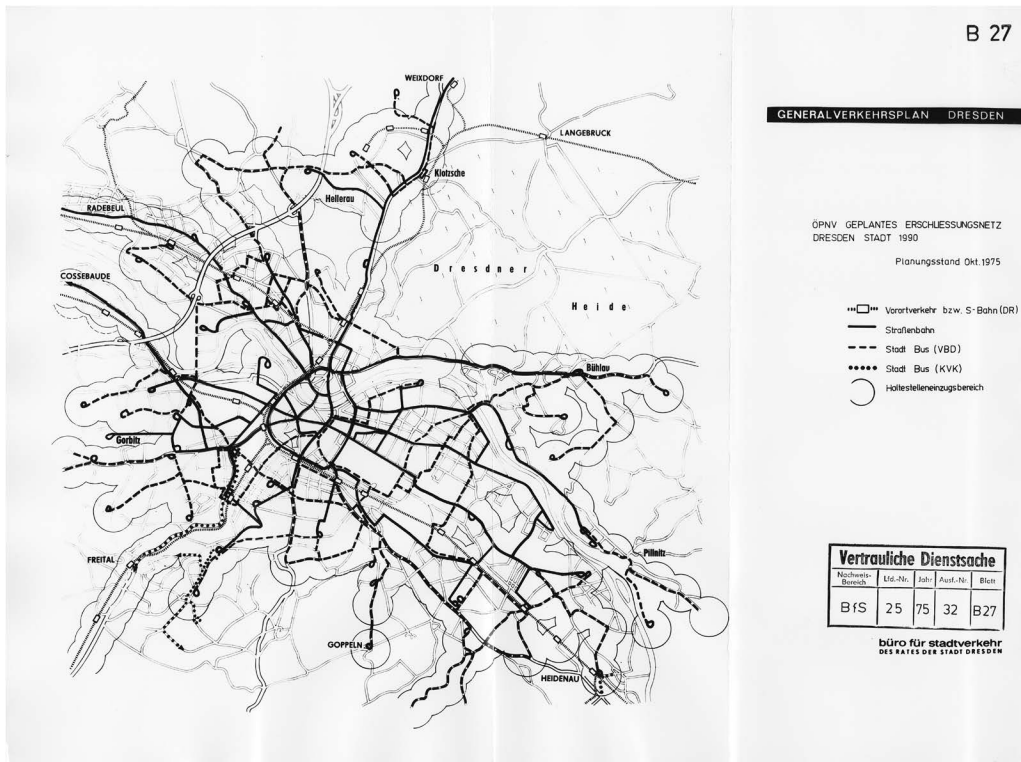 B 27
GENERALVERKEHRSPLAN DRESDEN
ÖPNV GEPLANTES ERSCHLIESSUNGSNETZ
DRESDEN STADT 1990
Planungsstand Okt.1975
Vorortverkehr bzw. S-Bahn (DR)
Straßenbahn
Stadt Bus (VBD)
Stadt Bus (KVK)
Haltestelleneinzugsbereich
WEIXDORF
LANGEBRUCK
Klotzsche
Hellerau
RADEBEUL
Dresdner
COSSEBAUDE
Heide
Bühlau
Gorbitz
Pillnitz
FREITAL
GOPPELN
HEIDENAU
Vertrauliche Dienstsache
Nachweis-Bereich Lfd.-Nr. Jahr Ausf.-Nr. Blatt
BfS 25 75 32 B27
büro für stadtverkehr
DES RATES DER STADT DRESDEN